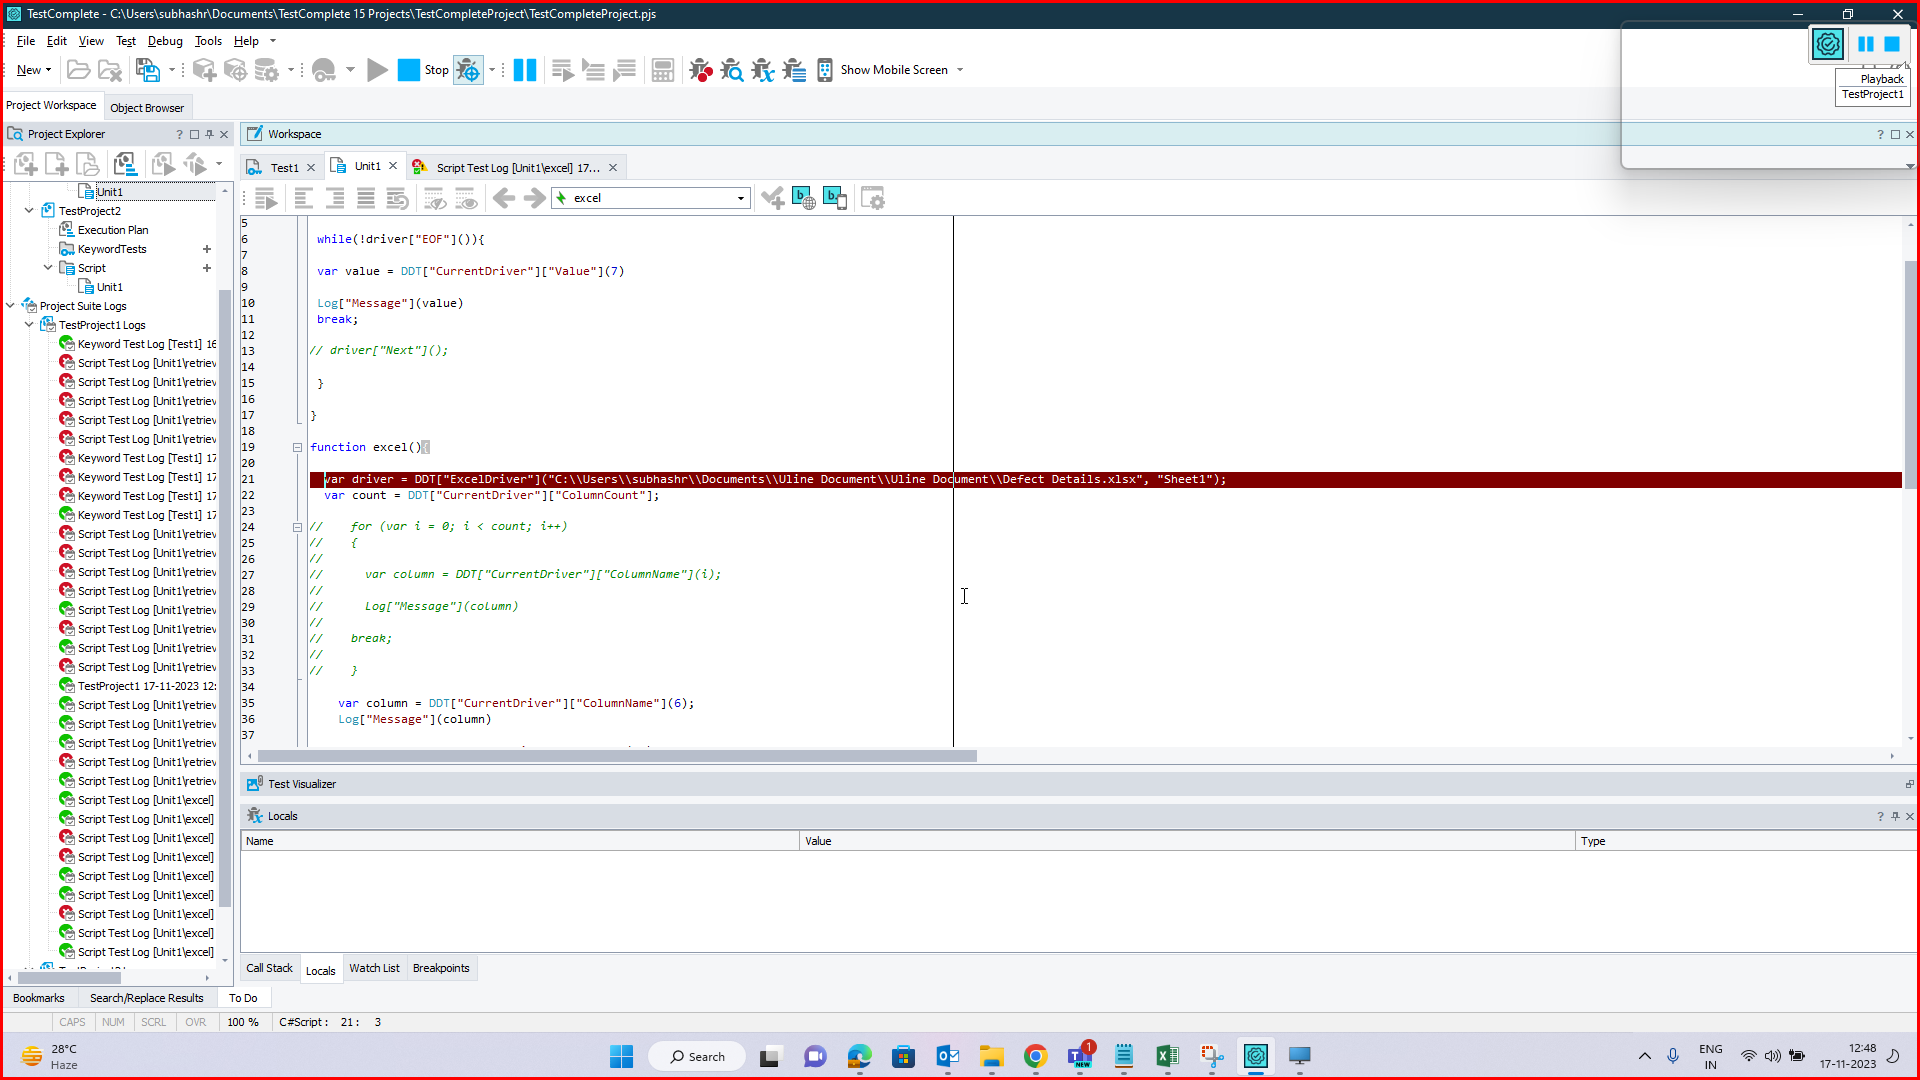 TestComplete - C:\Users\subhashr\Documents\TestComplete 15 Projects\TestCompleteProject\TestCompleteProject.pjs
File Edit View Test Debug Tools Help
New Stop Show Mobile Screen
Playback
TestProject1
Project Workspace Object Browser
Project Explorer
Workspace
Test1 Unit1 Script Test Log [Unit1\excel] 17...
excel
Unit1
TestProject2
Execution Plan
KeywordTests
Script
Unit1
Project Suite Logs
TestProject1 Logs
Keyword Test Log [Test1] 16
Script Test Log [Unit1\retriev
Script Test Log [Unit1\retriev
Script Test Log [Unit1\retriev
Script Test Log [Unit1\retriev
Script Test Log [Unit1\retriev
Keyword Test Log [Test1] 17
Keyword Test Log [Test1] 17
Keyword Test Log [Test1] 17
Keyword Test Log [Test1] 17
Script Test Log [Unit1\retriev
Script Test Log [Unit1\retriev
Script Test Log [Unit1\retriev
Script Test Log [Unit1\retriev
Script Test Log [Unit1\retriev
Script Test Log [Unit1\retriev
Script Test Log [Unit1\retriev
Script Test Log [Unit1\retriev
TestProject1 17-11-2023 12:
Script Test Log [Unit1\retriev
Script Test Log [Unit1\retriev
Script Test Log [Unit1\retriev
Script Test Log [Unit1\retriev
Script Test Log [Unit1\retriev
Script Test Log [Unit1\excel]
Script Test Log [Unit1\excel]
Script Test Log [Unit1\excel]
Script Test Log [Unit1\excel]
Script Test Log [Unit1\excel]
Script Test Log [Unit1\excel]
Script Test Log [Unit1\excel]
Script Test Log [Unit1\excel]
Script Test Log [Unit1\excel]
5
6 while(!driver["EOF"]()){
7
8 var value = DDT["CurrentDriver"]["Value"](7)
9
10 Log["Message"](value)
11 break;
12
13 // driver["Next"]();
14
15 }
16
17 }
18
19 function excel(){
20
21 var driver = DDT["ExcelDriver"]("C:\\Users\\subhashr\\Documents\\Uline Document\\Uline Document\\Defect Details.xlsx", "Sheet1");
22 var count = DDT["CurrentDriver"]["ColumnCount"];
23
24 // for (var i = 0; i < count; i++)
25 // {
26 //
27 // var column = DDT["CurrentDriver"]["ColumnName"](i);
28 //
29 // Log["Message"](column)
30 //
31 // break;
32 //
33 // }
34
35 var column = DDT["CurrentDriver"]["ColumnName"](6);
36 Log["Message"](column)
37
Test Visualizer
Locals
Name Value Type
Call Stack Locals Watch List Breakpoints
Bookmarks Search/Replace Results To Do
CAPS NUM SCRL OVR 100 % C#Script : 21 : 3
28°C
Haze
Search
1
NEW
ENG
IN
12:48
17-11-2023